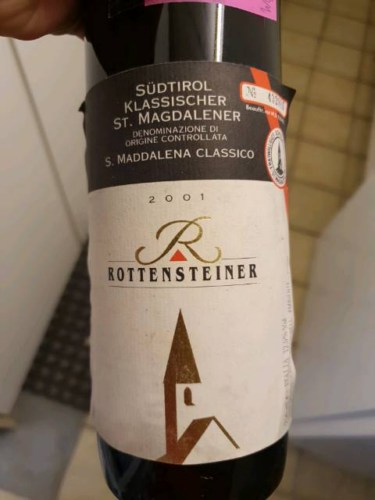 SÜDTIROL
KLASSISCHER
ST. MAGDALENER
DENOMINAZIONE DI
ORIGINE CONTROLLATA
S. MADDALENA CLASSICO
2001
R
ROTTENSTEINER